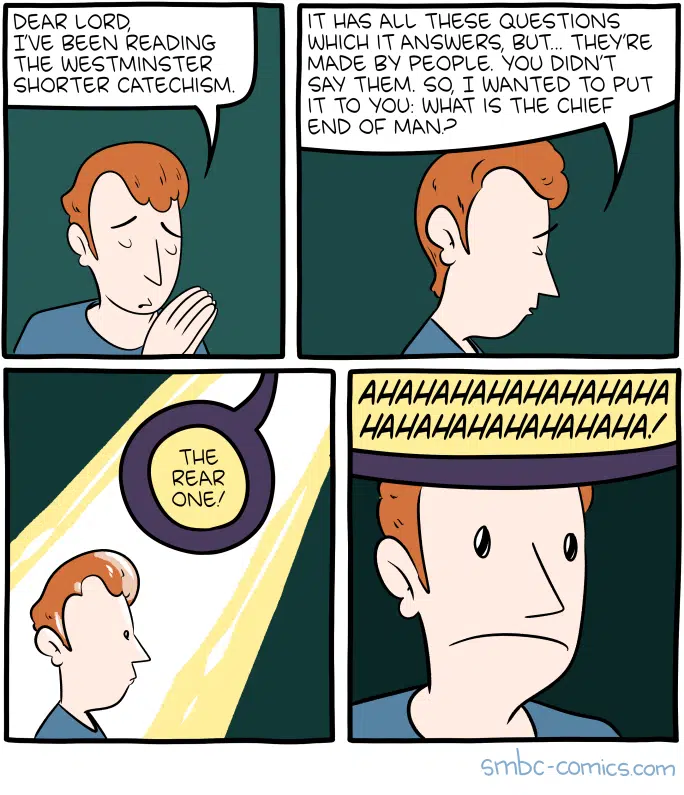 DEAR LORD,
I'VE BEEN READING
THE WESTMINSTER
SHORTER CATECHISM.
IT HAS ALL THESE QUESTIONS
WHICH IT ANSWERS, BUT... THEY'RE
MADE BY PEOPLE. YOU DIDN'T
SAY THEM. SO, I WANTED TO PUT
IT TO YOU: WHAT IS THE CHIEF
END OF MAN?
THE
REAR
ONE!
AHAHAHAHAHAHAHAHA
HAHAHAHAHAHAHAHA!
smbc-comics.com